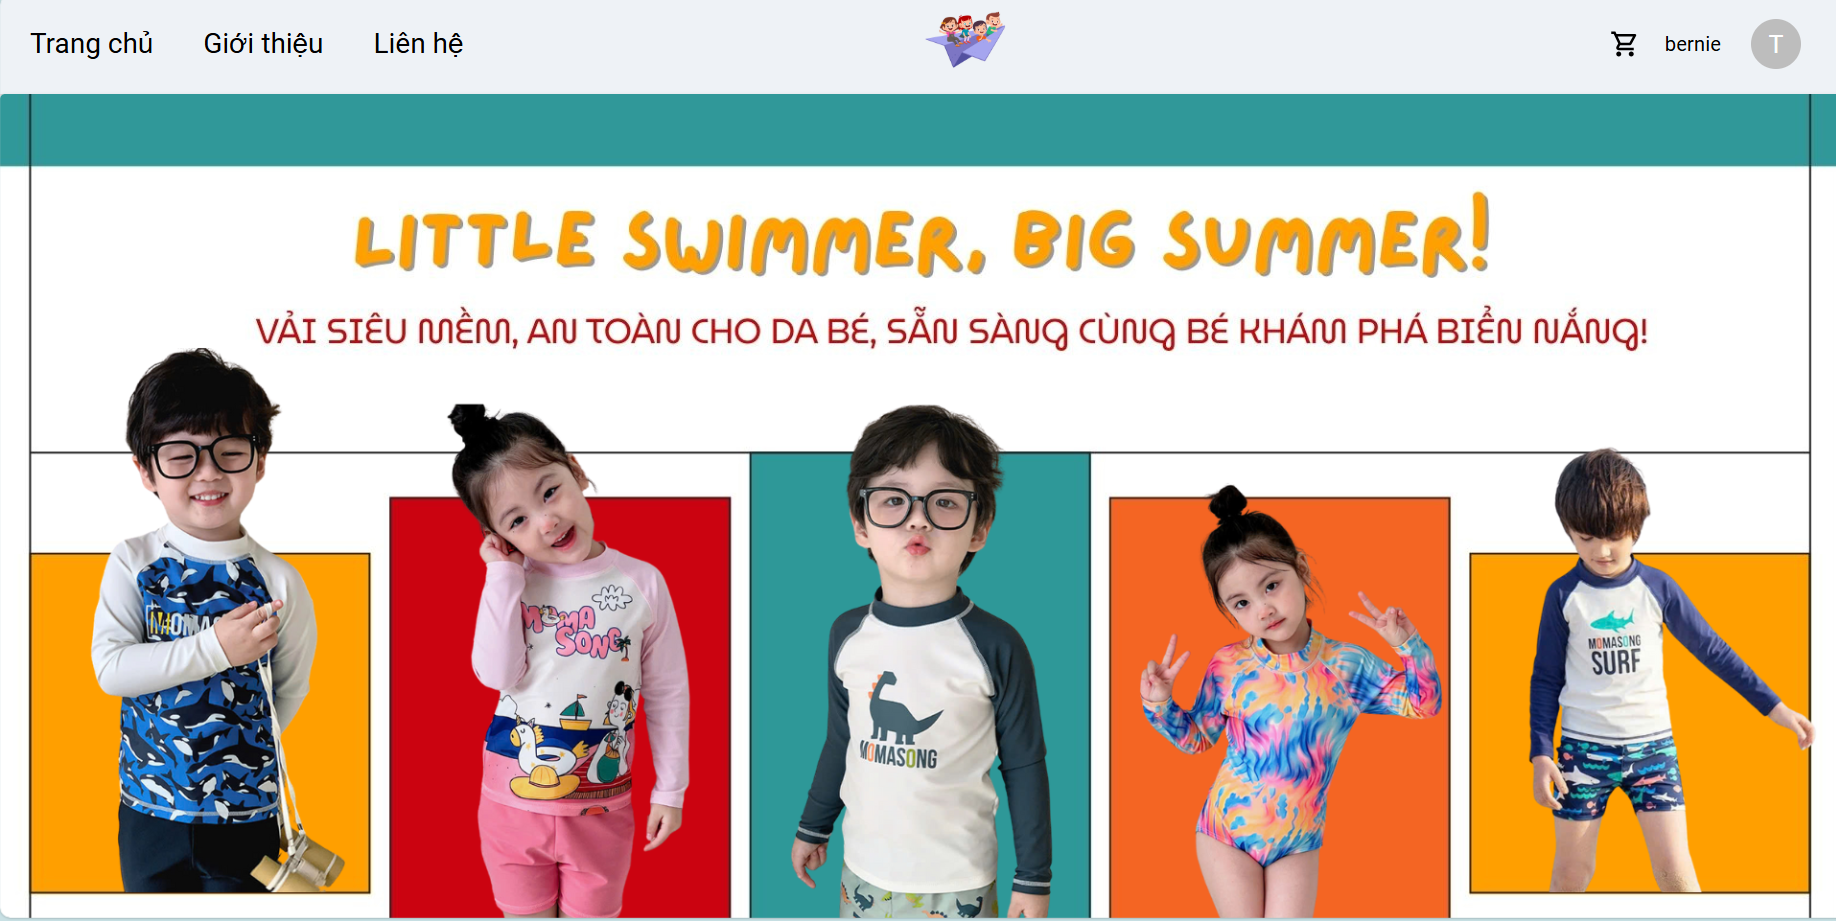 Trang chủ
Giới thiệu
Liên hệ
bernie
T
LITTLE SWIMMER, BIG SUMMER!
VẢI SIÊU MỀM, AN TOÀN CHO DA BÉ, SẴN SÀNG CÙNG BÉ KHÁM PHÁ BIỂN NẮNG!
MOMA
SONG
MOMASONG
MOMASONG
SURF